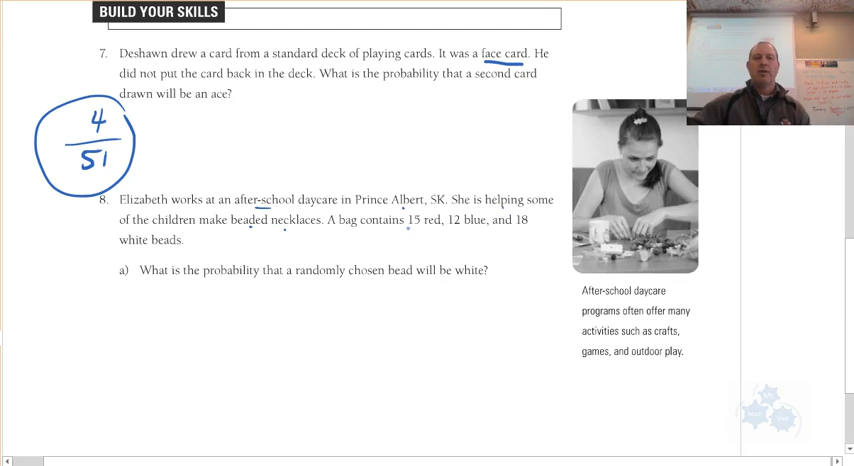 BUILD YOUR SKILLS
7. Deshawn drew a card from a standard deck of playing cards. It was a face card. He
did not put the card back in the deck. What is the probability that a second card
drawn will be an ace?
4
51
8. Elizabeth works at an after-school daycare in Prince Albert, SK. She is helping some
of the children make beaded necklaces. A bag contains 15 red, 12 blue, and 18
white beads.
a) What is the probability that a randomly chosen bead will be white?
After-school daycare
programs often offer many
activities such as crafts,
games, and outdoor play.